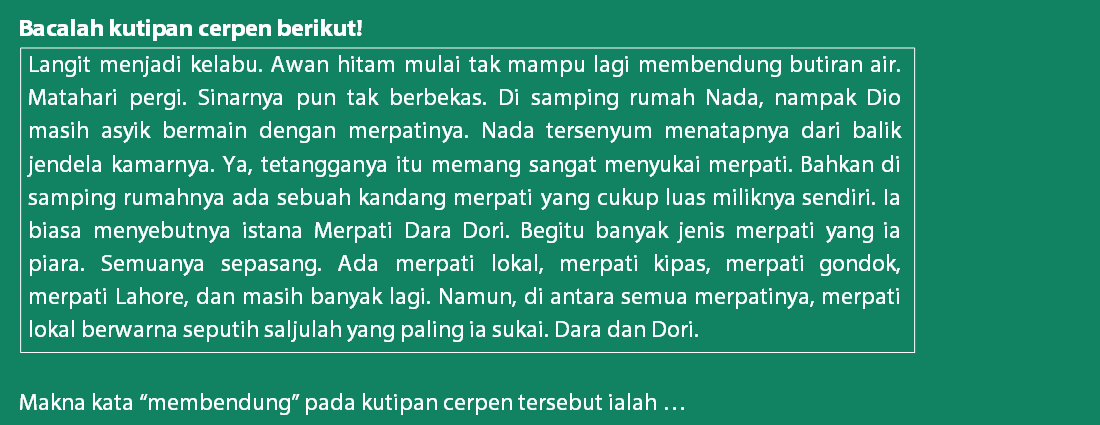 Bacalah kutipan cerpen berikut!
Langit menjadi kelabu. Awan hitam mulai tak mampu lagi membendung butiran air.
Matahari pergi. Sinarnya pun tak berbekas. Di samping rumah Nada, nampak Dio
masih asyik bermain dengan merpatinya. Nada tersenyum menatapnya dari balik
jendela kamarnya. Ya, tetangganya itu memang sangat menyukai merpati. Bahkan di
samping rumahnya ada sebuah kandang merpati yang cukup luas miliknya sendiri. Ia
biasa menyebutnya istana Merpati Dara Dori. Begitu banyak jenis merpati yang ia
piara. Semuanya sepasang. Ada merpati lokal, merpati kipas, merpati gondok,
merpati Lahore, dan masih banyak lagi. Namun, di antara semua merpatinya, merpati
lokal berwarna seputih saljulah yang paling ia sukai. Dara dan Dori.
Makna kata “membendung” pada kutipan cerpen tersebut ialah …